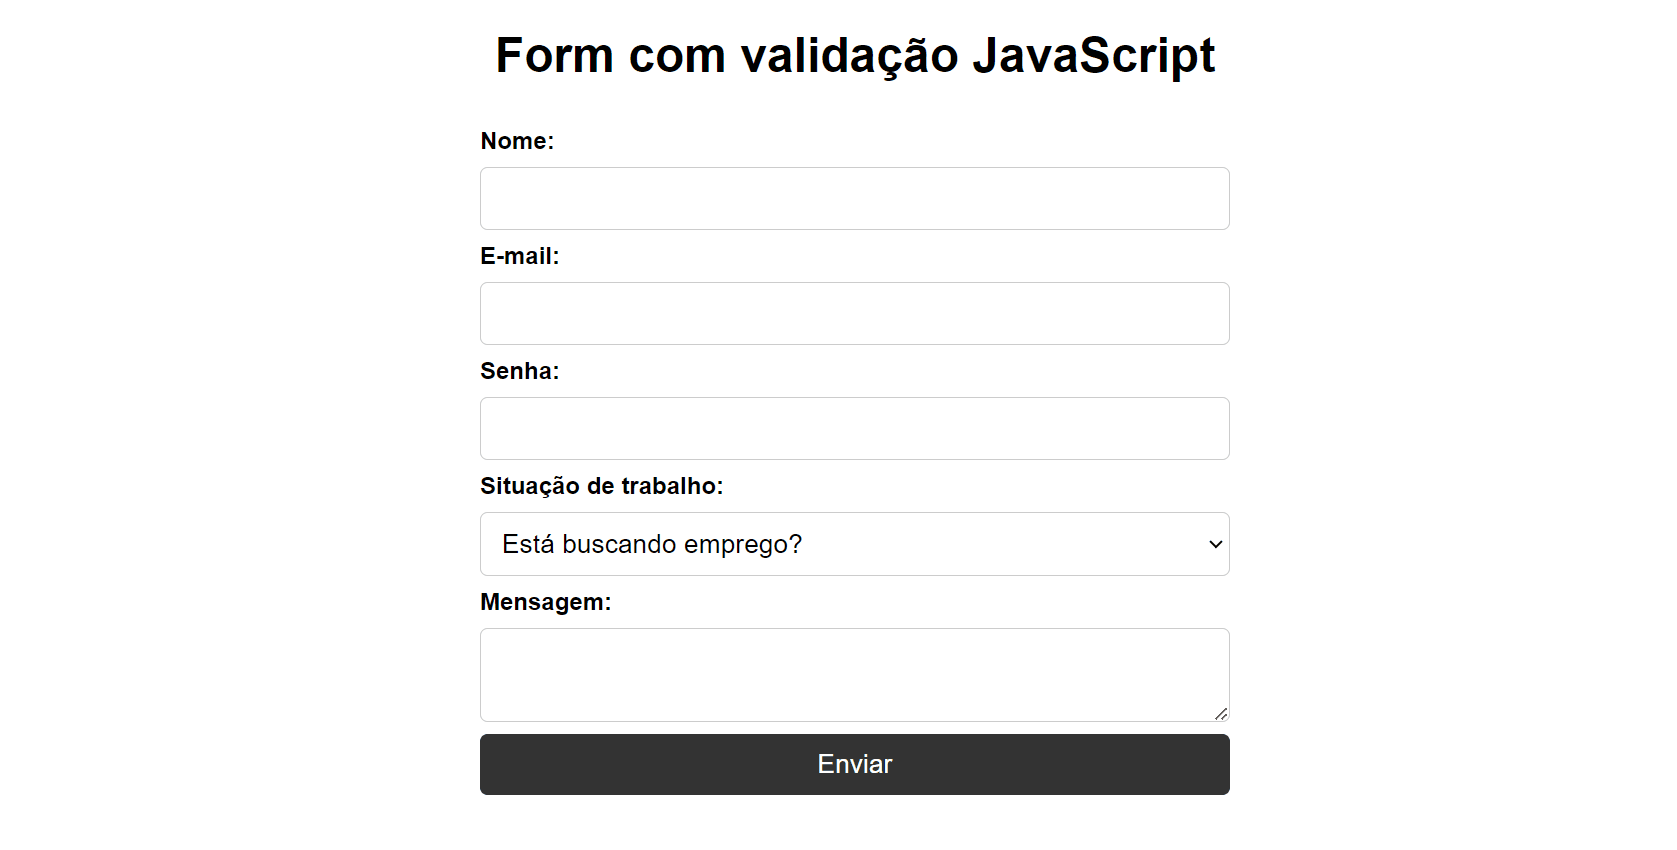 Form com validação JavaScript
Nome:
E-mail:
Senha:
Situação de trabalho:
Está buscando emprego?
Mensagem:
Enviar